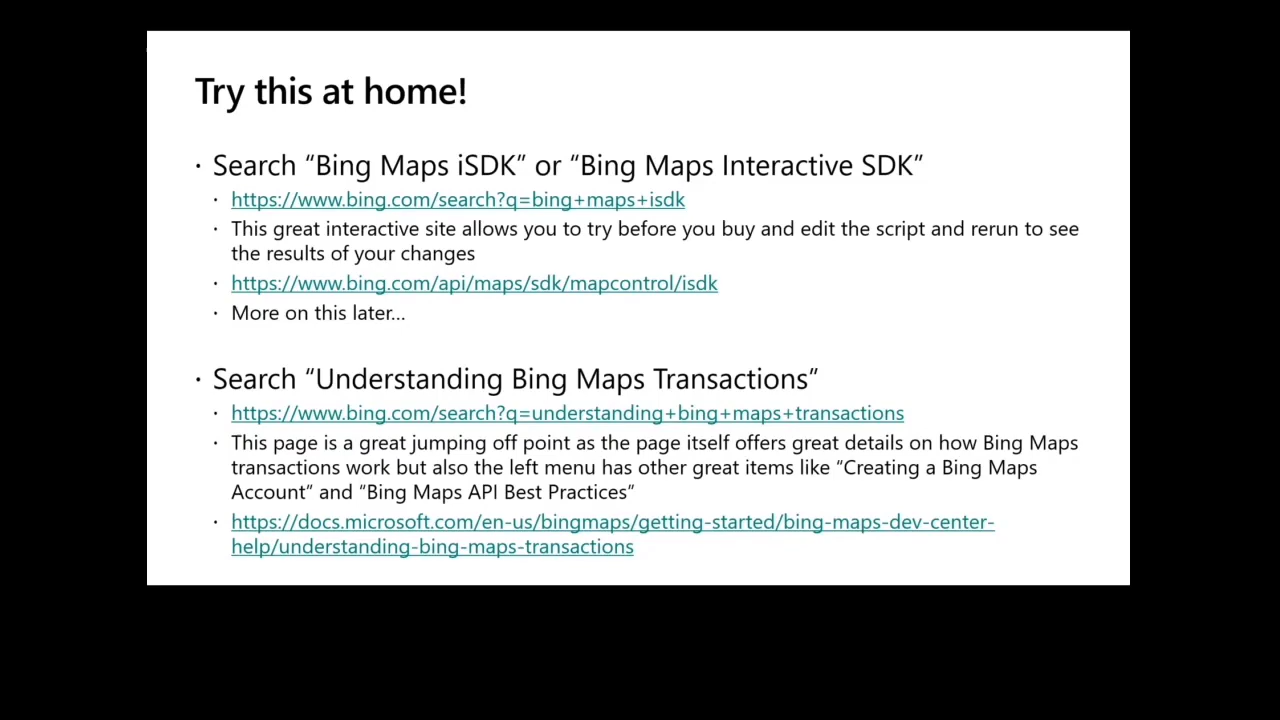 Try this at home!
· Search “Bing Maps iSDK” or “Bing Maps Interactive SDK”
· https://www.bing.com/search?q=bing+maps+isdk
· This great interactive site allows you to try before you buy and edit the script and rerun to see
the results of your changes
· https://www.bing.com/api/maps/sdk/mapcontrol/isdk
· More on this later...
· Search “Understanding Bing Maps Transactions”
· https://www.bing.com/search?q=understanding+bing+maps+transactions
· This page is a great jumping off point as the page itself offers great details on how Bing Maps
transactions work but also the left menu has other great items like “Creating a Bing Maps
Account” and “Bing Maps API Best Practices”
· https://docs.microsoft.com/en-us/bingmaps/getting-started/bing-maps-dev-center-
help/understanding-bing-maps-transactions